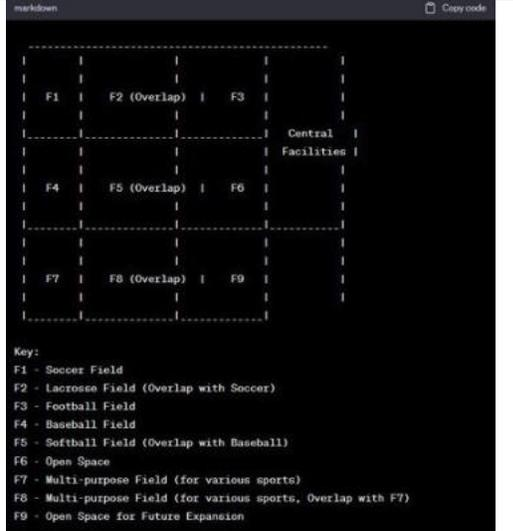 markdown
Copy code
F1 | F2 (Overlap) | F3
Central
Facilities
F4 | F5 (Overlap) | F6
F7 | F8 (Overlap) | F9
Key:
F1 - Soccer Field
F2 - Lacrosse Field (Overlap with Soccer)
F3 - Football Field
F4 - Baseball Field
F5 - Softball Field (Overlap with Baseball)
F6 - Open Space
F7 - Multi-purpose Field (for various sports)
F8 - Multi-purpose Field (for various sports, Overlap with F7)
F9 - Open Space for Future Expansion